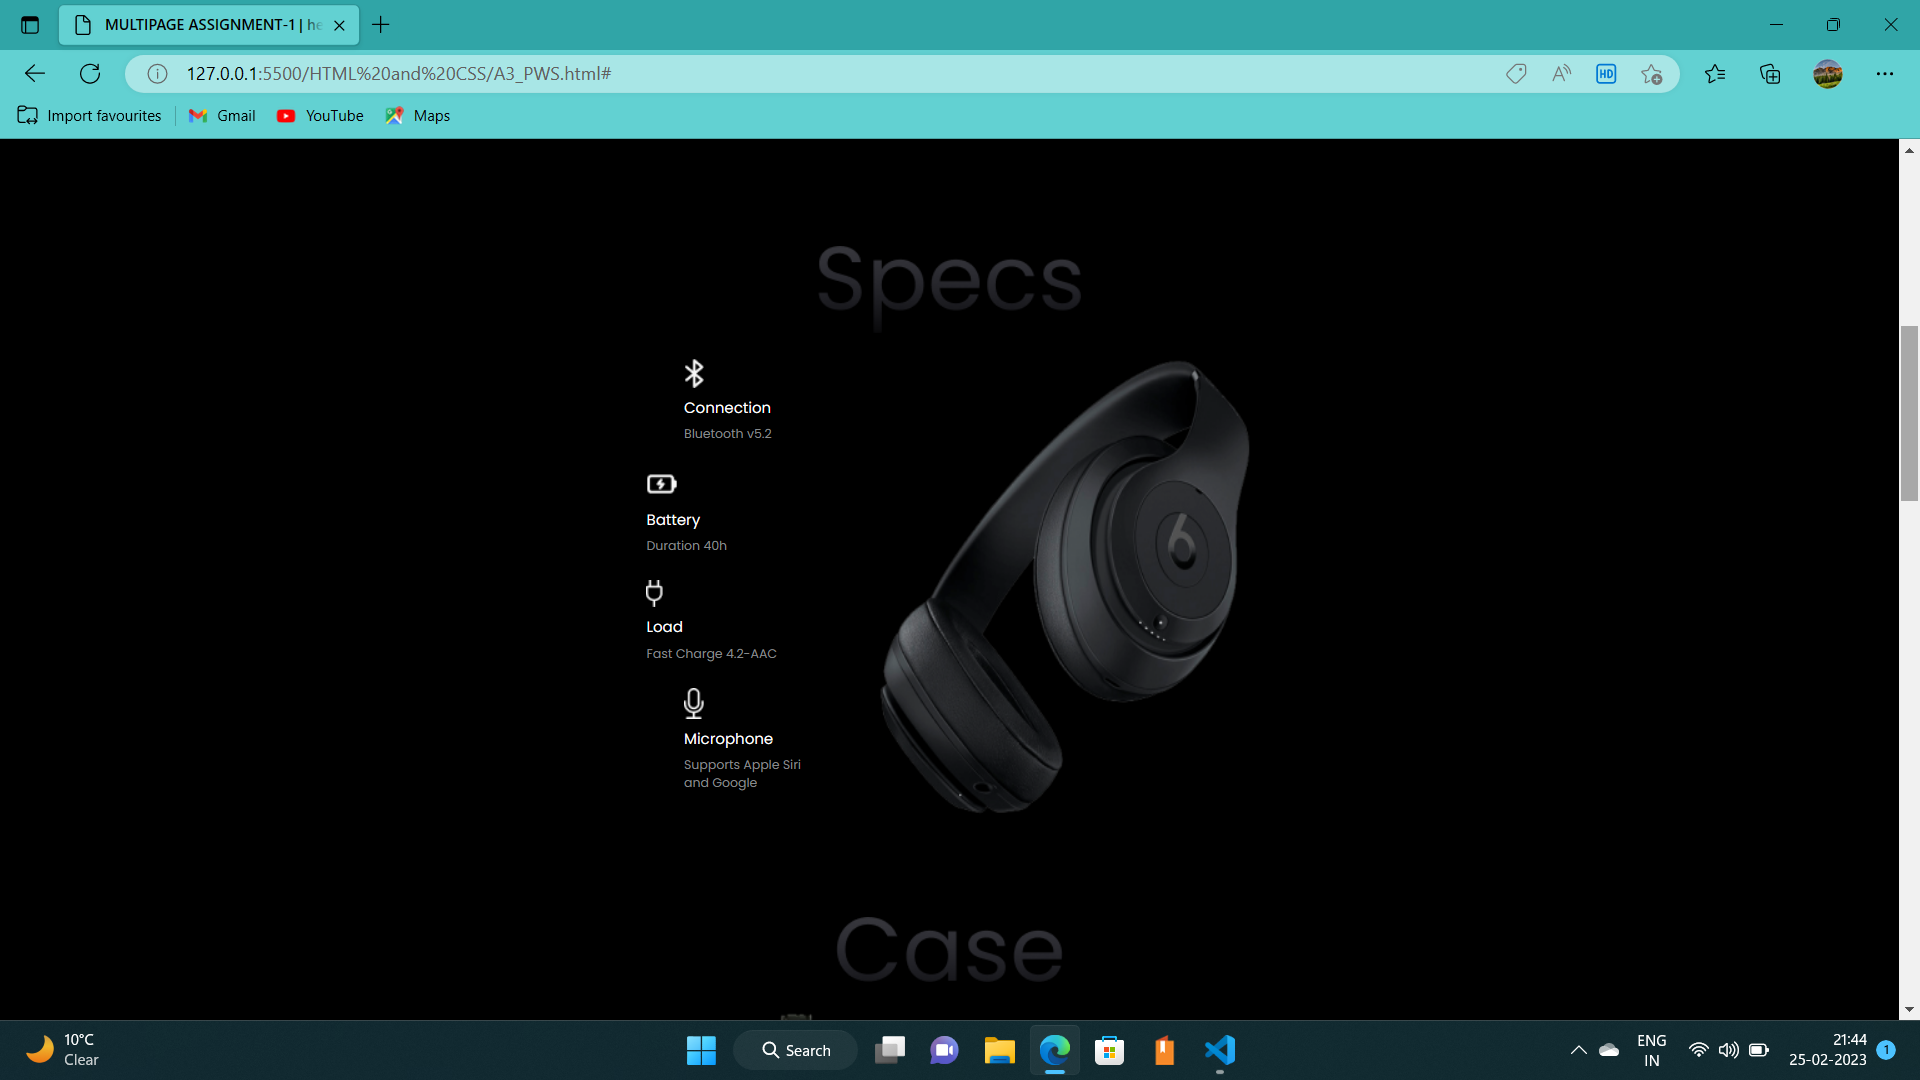 MULTIPAGE ASSIGNMENT-1 | he
127.0.0.1:5500/HTML%20and%20CSS/A3_PWS.html#
HD
Import favourites
Gmail
YouTube
Maps
Specs
Connection
Bluetooth v5.2
Battery
Duration 40h
Load
Fast Charge 4.2-AAC
Microphone
Supports Apple Siri
and Google
Case
10°C
Clear
Search
ENG
IN
21:44
25-02-2023
1